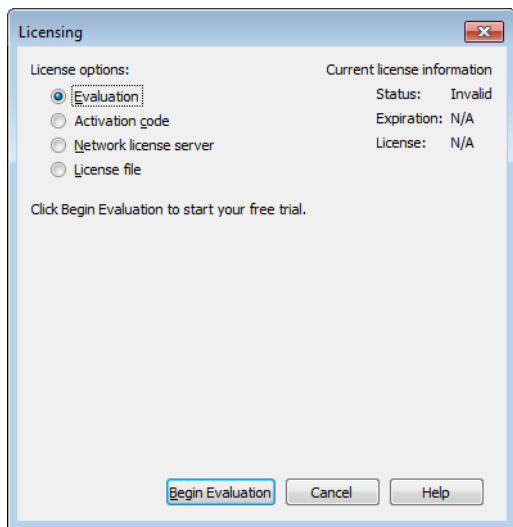 Licensing
License options:
Evaluation
Activation code
Network license server
License file
Current license information
Status: Invalid
Expiration: N/A
License: N/A
Click Begin Evaluation to start your free trial.
Begin Evaluation
Cancel
Help